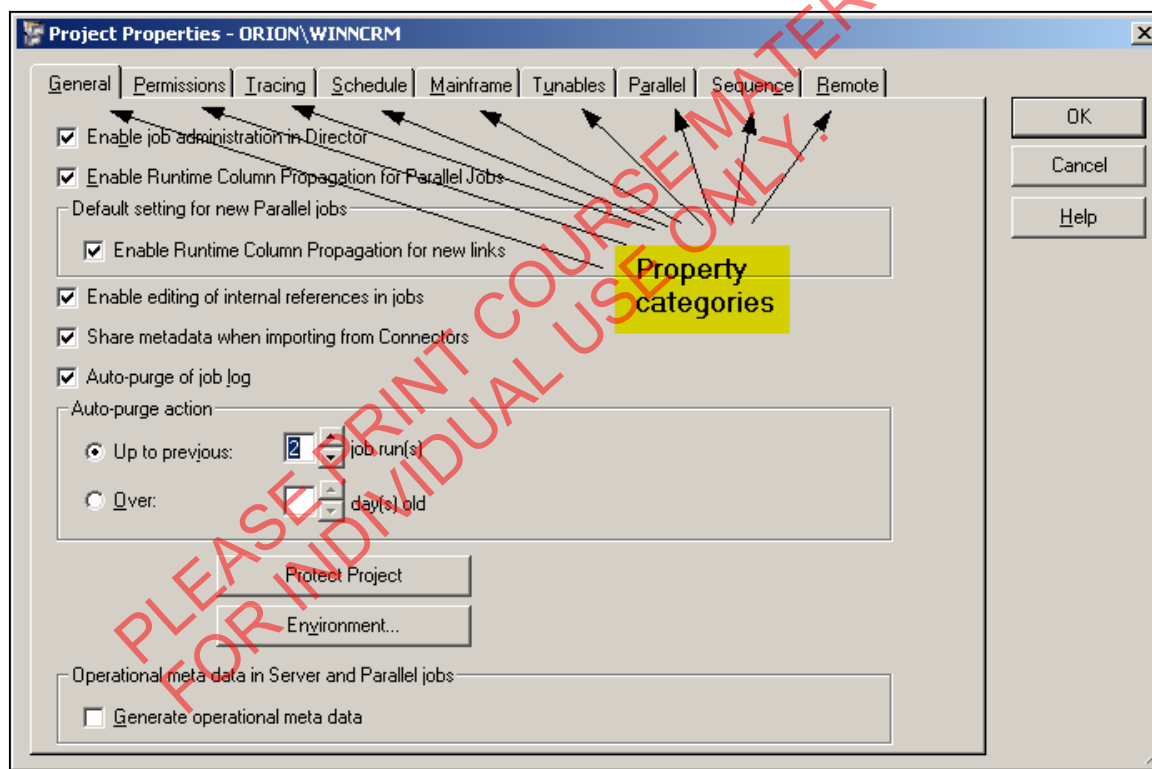 Project Properties - ORION\WINNCRM
General Permissions Tracing Schedule Mainframe Tunables Parallel Sequence Remote
OK
Cancel
Help
Enable job administration in Director
Enable Runtime Column Propagation for Parallel Jobs
Default setting for new Parallel jobs
Enable Runtime Column Propagation for new links
Property
categories
Enable editing of internal references in jobs
Share metadata when importing from Connectors
Auto-purge of job log
Auto-purge action
Up to previous: 2 job run(s)
Over: day(s) old
Protect Project
Environment...
Operational meta data in Server and Parallel jobs
Generate operational meta data
PLEASE PRINT COURSE MATER
FOR INDIVIDUAL USE ONLY.